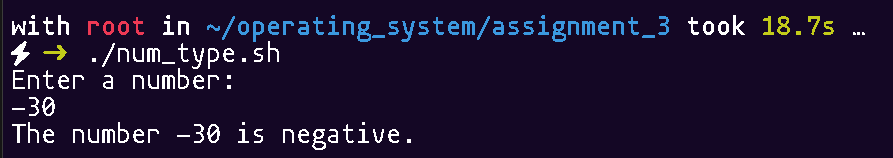 with root in ~/operating_system/assignment_3 took 18.7s …
⚡ → ./num_type.sh
Enter a number:
-30
The number -30 is negative.